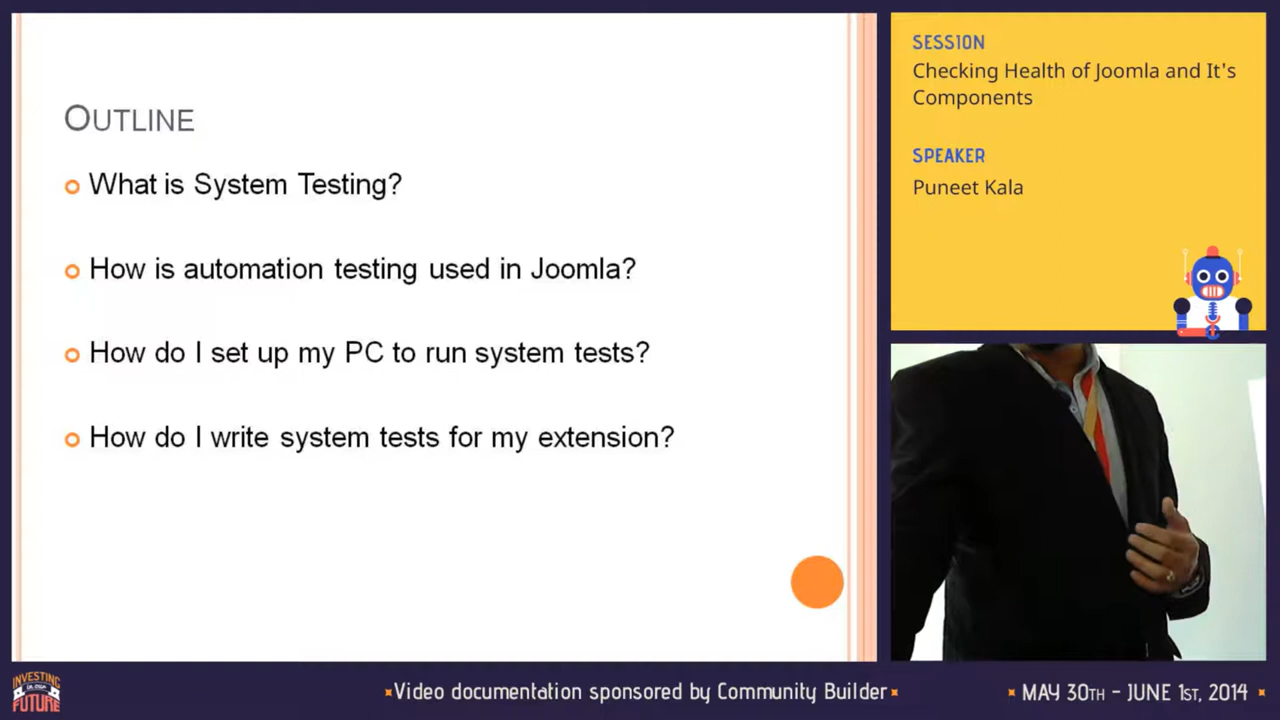 OUTLINE
What is System Testing?
How is automation testing used in Joomla?
How do I set up my PC to run system tests?
How do I write system tests for my extension?
SESSION
Checking Health of Joomla and It's
Components
SPEAKER
Puneet Kala
INVESTING
IN OUR
FUTURE
Video documentation sponsored by Community Builder
MAY 30TH - JUNE 1ST, 2014